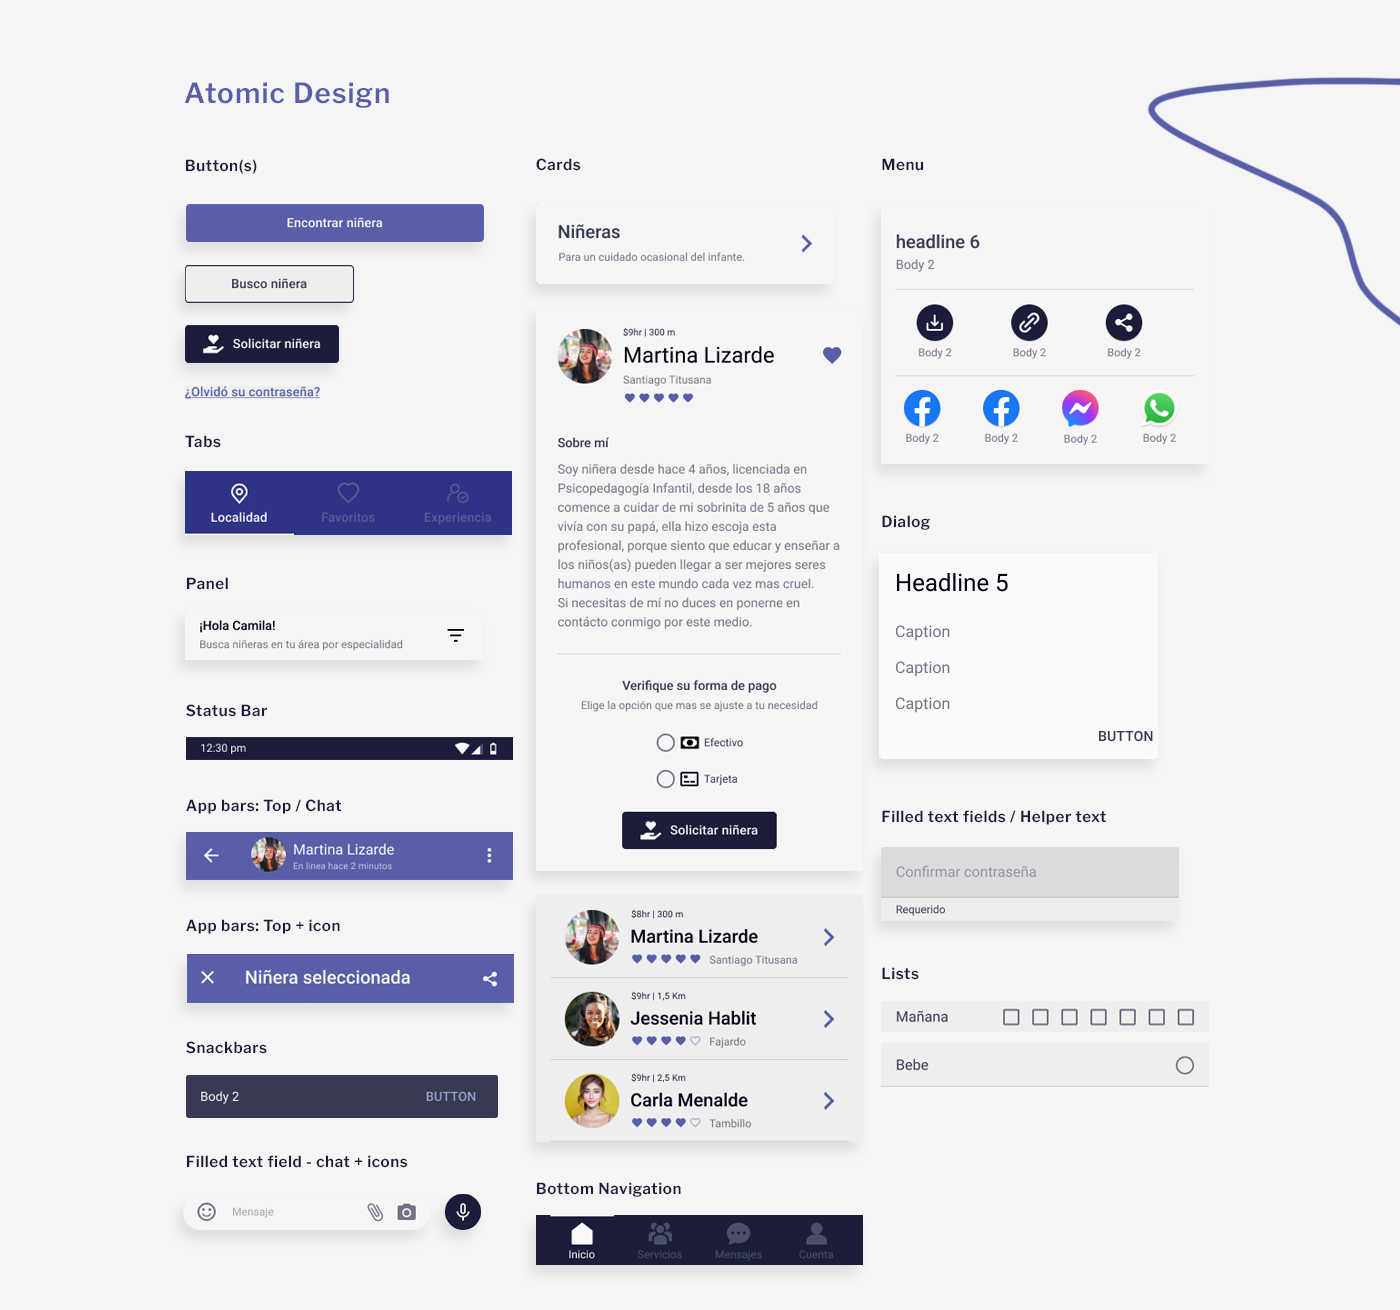 Atomic Design
Button(s)
Encontrar niñera
Busco niñera
Solicitar niñera
¿Olvidó su contraseña?
Tabs
Localidad
Favoritos
Experiencia
Panel
¡Hola Camila!
Busca niñeras en tu área por especialidad
Status Bar
12:30 pm
App bars: Top / Chat
Martina Lizarde
En línea hace 2 minutos
App bars: Top + icon
Niñera seleccionada
Snackbars
Body 2
BUTTON
Filled text field - chat + icons
Mensaje
Cards
Niñeras
Para un cuidado ocasional del infante.
$9hr | 300 m
Martina Lizarde
Santiago Titusana
Sobre mí
Soy niñera desde hace 4 años, licenciada en
Psicopedagogía Infantil, desde los 18 años
comence a cuidar de mi sobrinita de 5 años que
vivía con su papá, ella hizo escoja esta
profesional, porque siento que educar y enseñar a
los niños(as) pueden llegar a ser mejores seres
humanos en este mundo cada vez mas cruel.
Si necesitas de mí no duces en ponerne en
contácto conmigo por este medio.
Verifique su forma de pago
Elige la opción que mas se ajuste a tu necesidad
Efectivo
Tarjeta
Solicitar niñera
$8hr | 300 m
Martina Lizarde
Santiago Titusana
$9hr | 1,5 Km
Jessenia Hablit
Fajardo
$9hr | 2,5 Km
Carla Menalde
Tambillo
Bottom Navigation
Inicio
Servicios
Mensajes
Cuenta
Menu
headline 6
Body 2
Body 2
Body 2
Body 2
Body 2
Body 2
Body 2
Body 2
Dialog
Headline 5
Caption
Caption
Caption
BUTTON
Filled text fields / Helper text
Confirmar contraseña
Requerido
Lists
Mañana
Bebe